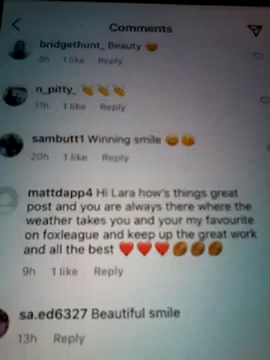 Comments
bridgehunt_ Beauty 😍
8h 1 like Reply
n_pitty_ 👏👏👏
17h 1 like Reply
sambutt1 Winning smile 😍😘
20h 1 like Reply
mattdapp4 Hi Lara how's things great
post and you are always there where the
weather takes you and your my favourite
on foxleague and keep up the great work
and all the best ❤️❤️❤️🏉🏉🏉
9h 1 like Reply
sa.ed6327 Beautiful smile
13h Reply